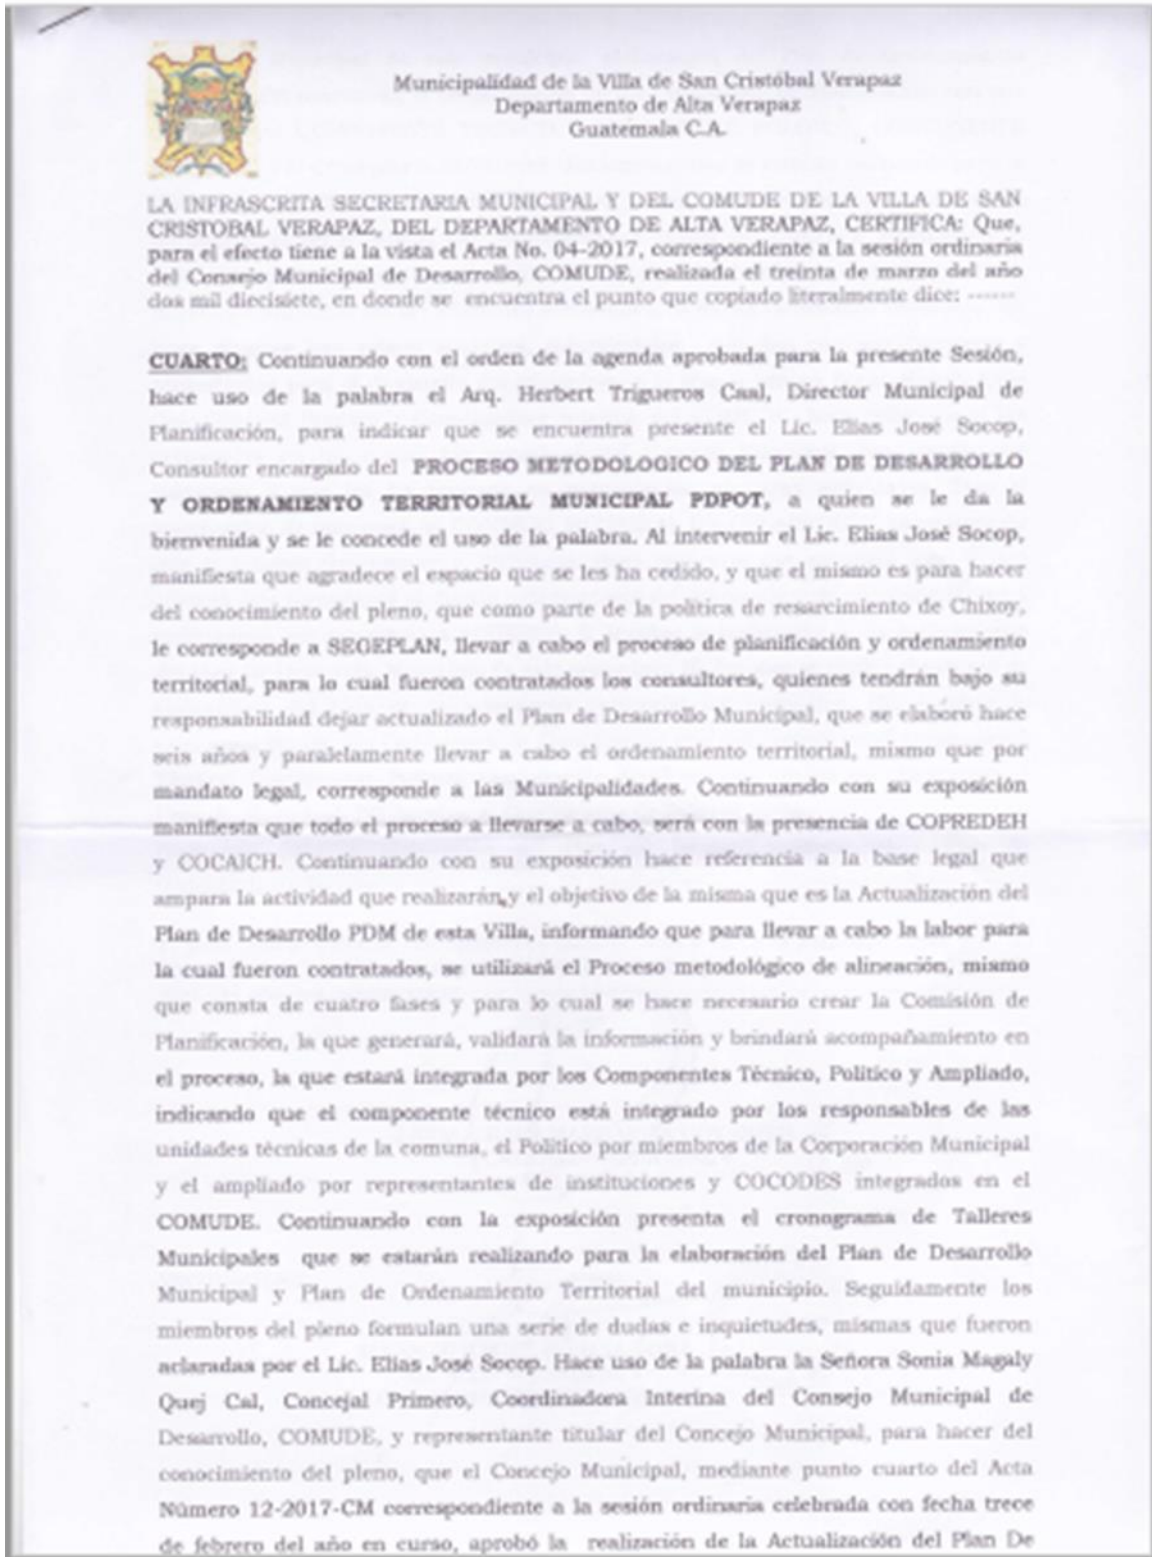 Municipalidad de la Villa de San Cristóbal Verapaz
Departamento de Alta Verapaz
Guatemala C.A.
LA INFRASCRITA SECRETARIA MUNICIPAL Y DEL COMUDE DE LA VILLA DE SAN
CRISTOBAL VERAPAZ, DEL DEPARTAMENTO DE ALTA VERAPAZ, CERTIFICA: Que,
para el efecto tiene a la vista el Acta No. 04-2017, correspondiente a la sesión ordinaria
del Consejo Municipal de Desarrollo, COMUDE, realizada el treinta de marzo del año
dos mil diecisiete, en donde se encuentra el punto que copiado literalmente dice: ------
CUARTO: Continuando con el orden de la agenda aprobada para la presente Sesión,
hace uso de la palabra el Arq. Herbert Trigueros Caal, Director Municipal de
Planificación, para indicar que se encuentra presente el Lic. Elias José Socop,
Consultor encargado del PROCESO METODOLOGICO DEL PLAN DE DESARROLLO
Y ORDENAMIENTO TERRITORIAL MUNICIPAL PDPOT, a quien se le da la
bienvenida y se le concede el uso de la palabra. Al intervenir el Lic. Elias José Socop,
manifiesta que agradece el espacio que se les ha cedido, y que el mismo es para hacer
del conocimiento del pleno, que como parte de la política de resarcimiento de Chixoy,
le corresponde a SEGEPLAN, llevar a cabo el proceso de planificación y ordenamiento
territorial, para lo cual fueron contratados los consultores, quienes tendrán bajo su
responsabilidad dejar actualizado el Plan de Desarrollo Municipal, que se elaboró hace
seis años y paralelamente llevar a cabo el ordenamiento territorial, mismo que por
mandato legal, corresponde a las Municipalidades. Continuando con su exposición
manifiesta que todo el proceso a llevarse a cabo, será con la presencia de COPREDEH
y COCAICH. Continuando con su exposición hace referencia a la base legal que
ampara la actividad que realizarán, y el objetivo de la misma que es la Actualización del
Plan de Desarrollo PDM de esta Villa, informando que para llevar a cabo la labor para
la cual fueron contratados, se utilizará el Proceso metodológico de alineación, mismo
que consta de cuatro fases y para lo cual se hace necesario crear la Comisión de
Planificación, la que generará, validará la información y brindará acompañamiento en
el proceso, la que estará integrada por los Componentes Técnico, Político y Ampliado,
indicando que el componente técnico está integrado por los responsables de las
unidades técnicas de la comuna, el Político por miembros de la Corporación Municipal
y el ampliado por representantes de instituciones y COCODES integrados en el
COMUDE. Continuando con la exposición presenta el cronograma de Talleres
Municipales que se estarán realizando para la elaboración del Plan de Desarrollo
Municipal y Plan de Ordenamiento Territorial del municipio. Seguidamente los
miembros del pleno formulan una serie de dudas e inquietudes, mismas que fueron
aclaradas por el Lic. Elias José Socop. Hace uso de la palabra la Señora Sonia Magaly
Quej Cal, Concejal Primero, Coordinadora Interina del Consejo Municipal de
Desarrollo, COMUDE, y representante titular del Concejo Municipal, para hacer del
conocimiento del pleno, que el Concejo Municipal, mediante punto cuarto del Acta
Número 12-2017-CM correspondiente a la sesión ordinaria celebrada con fecha trece
de febrero del año en curso, aprobó la realización de la Actualización del Plan De